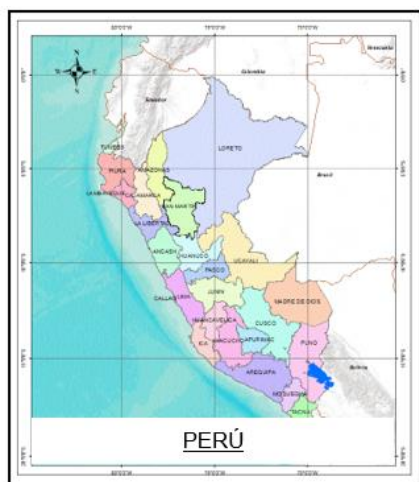 Colombia
Venezuela
Ecuador
TUMBES
LORETO
PIURA
AMAZONAS
Brasil
LAMBAYEQUE
CAJAMARCA
SAN MARTIN
LA LIBERTAD
ANCASH
HUANUCO
UCAYALI
PASCO
JUNIN
CALLAO
LIMA
MADRE DE DIOS
HUANCAVELICA
CUSCO
ICA
AYACUCHO
APURIMAC
PUNO
AREQUIPA
Bolivia
MOQUEGUA
TACNA
PERÚ